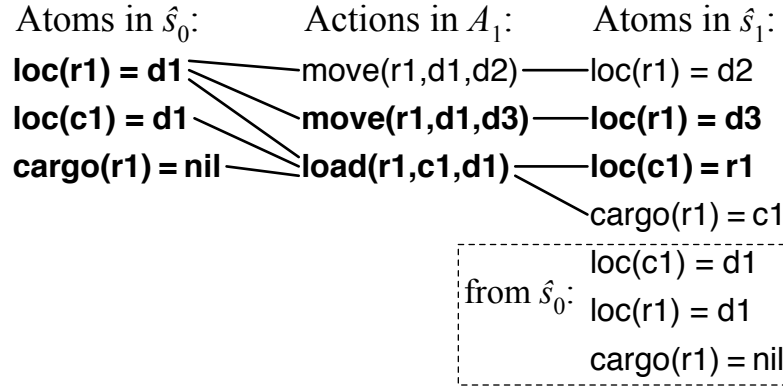 Atoms in ŝ₀: Actions in A₁: Atoms in ŝ₁:
loc(r1) = d1 move(r1,d1,d2) loc(r1) = d2
loc(c1) = d1 move(r1,d1,d3) loc(r1) = d3
cargo(r1) = nil load(r1,c1,d1) loc(c1) = r1
cargo(r1) = c1
from ŝ₀: loc(c1) = d1
loc(r1) = d1
cargo(r1) = nil